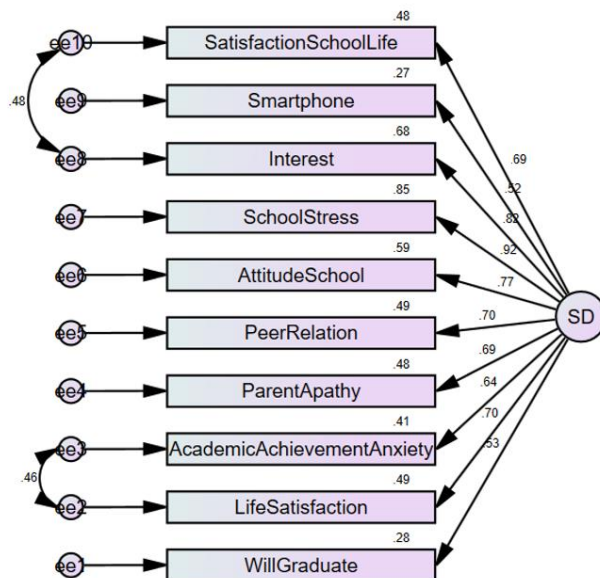 .48
ee10 SatisfactionSchoolLife
.27
ee9 Smartphone
.48
.68
ee8 Interest
.69
.52
.82
.85
ee7 SchoolStress
.92
.59
ee6 AttitudeSchool
.77
SD
.49
ee5 PeerRelation
.70
.48
ee4 ParentApathy
.69
.41
ee3 AcademicAchievementAnxiety
.64
.46
.49
ee2 LifeSatisfaction
.70
.53
.28
ee1 WillGraduate